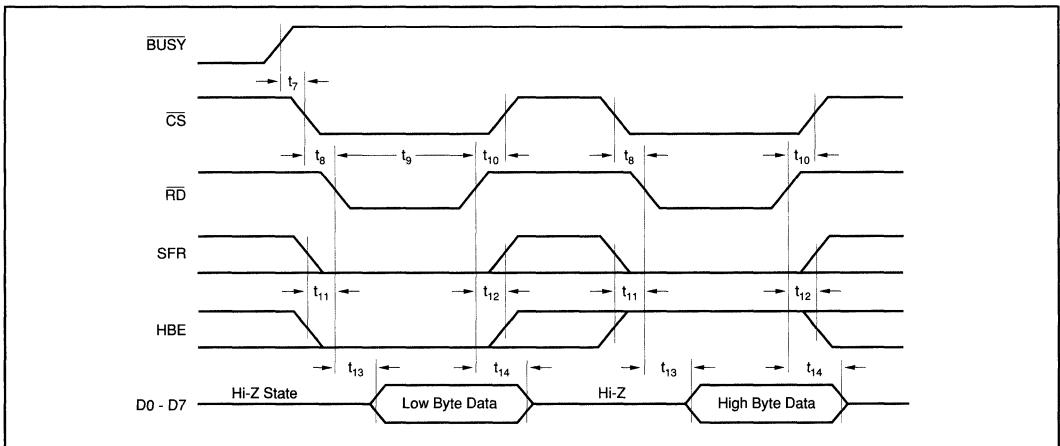 BUSY
t7
CS
t8 t9 t10 t8 t10
RD
SFR
t11 t12 t11 t12
HBE
t13 t14 t13 t14
Hi-Z State Hi-Z
D0 - D7 Low Byte Data High Byte Data